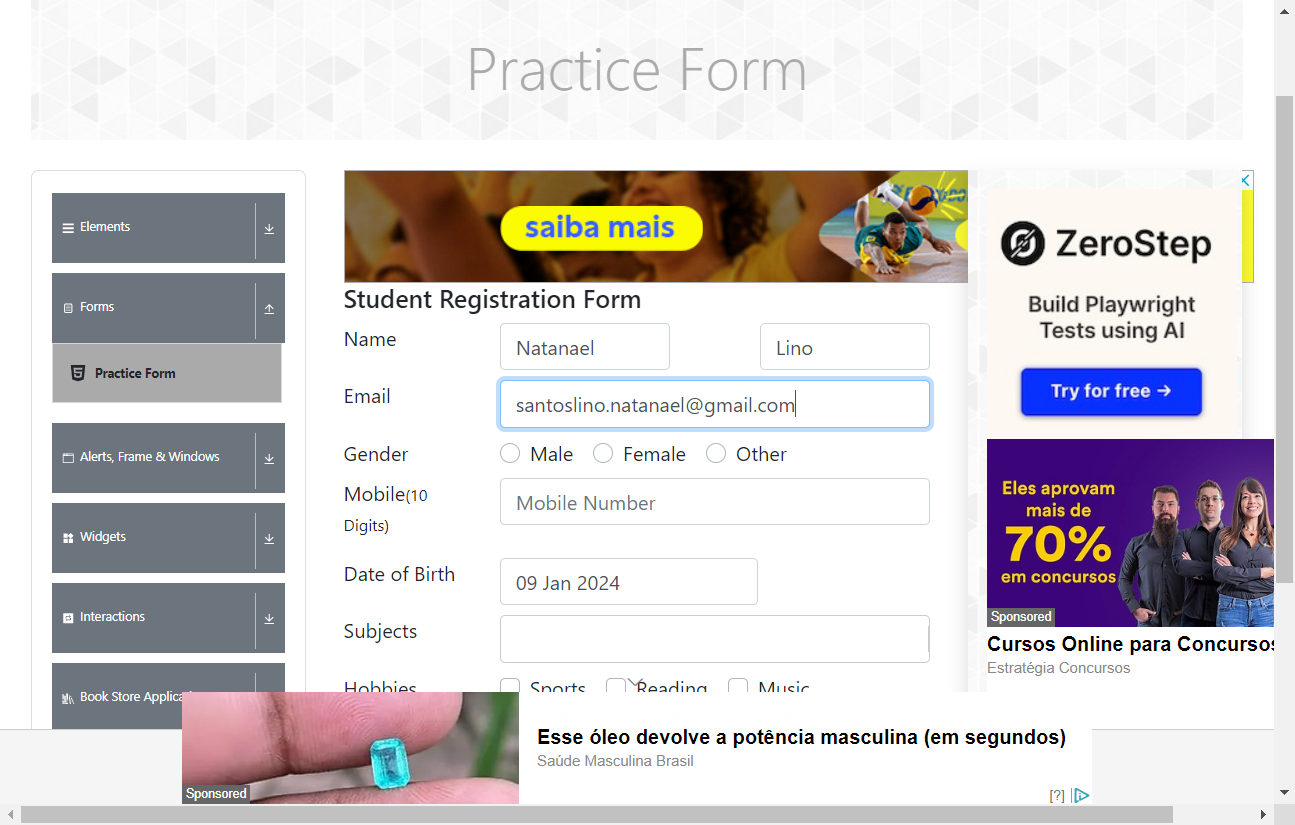 Practice Form
Elements
Forms
Practice Form
Alerts, Frame & Windows
Widgets
Interactions
Book Store Applica
saiba mais
Student Registration Form
Name
Natanael
Lino
Email
santoslino.natanael@gmail.com
Gender
Male
Female
Other
Mobile(10
Digits)
Mobile Number
Date of Birth
09 Jan 2024
Subjects
Hobbies
Sports
Reading
Music
ZeroStep
Build Playwright
Tests using AI
Try for free →
Eles aprovam
mais de
70%
em concursos
Sponsored
Cursos Online para Concursos
Estratégia Concursos
Sponsored
Esse óleo devolve a potência masculina (em segundos)
Saúde Masculina Brasil
[?]